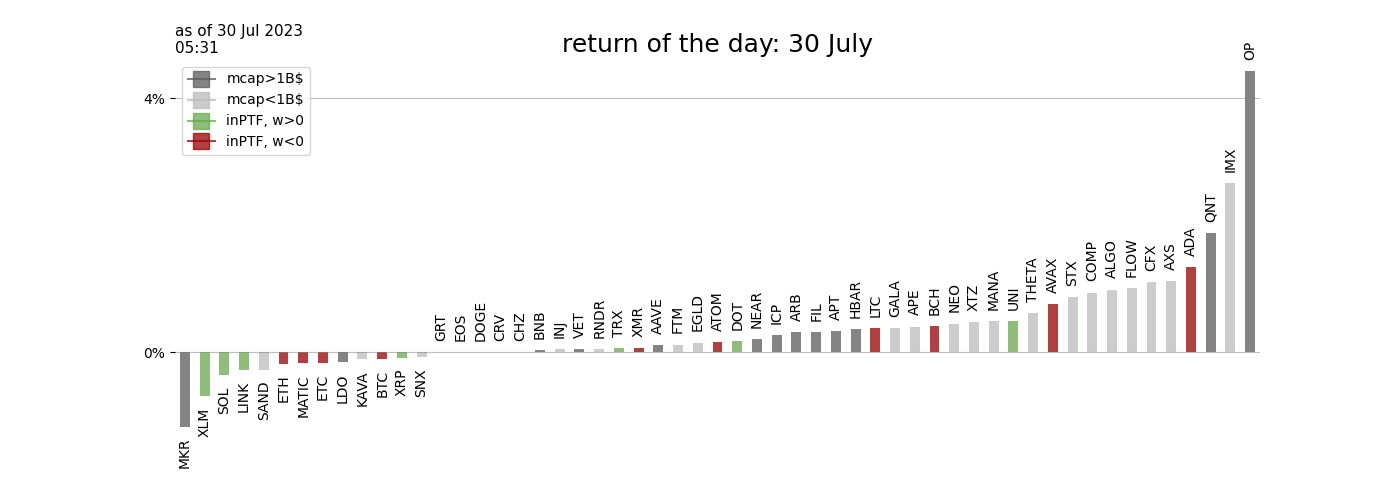 as of 30 Jul 2023
05:31
return of the day: 30 July
mcap>1B$
mcap<1B$
inPTF, w>0
inPTF, w<0
4%
0%
MKR
XLM
SOL
LINK
SAND
ETH
MATIC
ETC
LDO
KAVA
BTC
XRP
SNX
GRT
EOS
DOGE
CRV
CHZ
BNB
INJ
VET
RNDR
TRX
XMR
AAVE
FTM
EGLD
ATOM
DOT
NEAR
ICP
ARB
FIL
APT
HBAR
LTC
GALA
APE
BCH
NEO
XTZ
MANA
UNI
THETA
AVAX
STX
COMP
ALGO
FLOW
CFX
AXS
ADA
QNT
IMX
OP